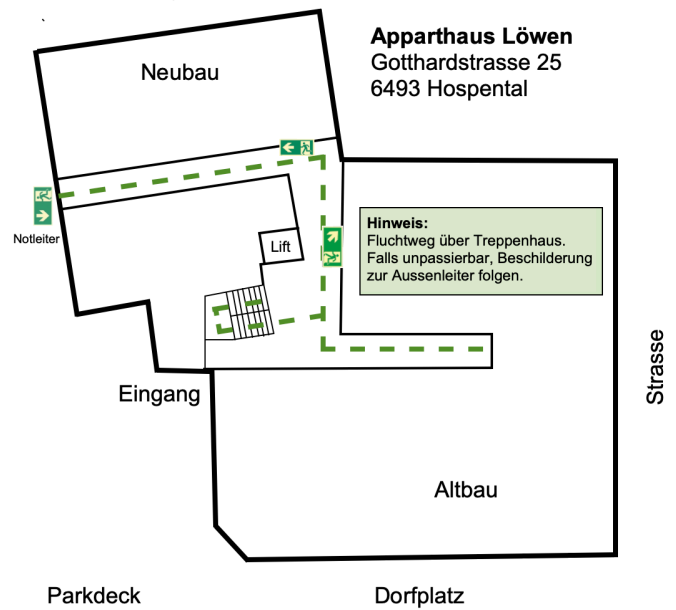 Apparthaus Löwen
Gotthardstrasse 25
6493 Hospental
Neubau
Notleiter
Lift
Hinweis:
Fluchtweg über Treppenhaus.
Falls unpassierbar, Beschilderung
zur Aussenleiter folgen.
Strasse
Eingang
Altbau
Parkdeck
Dorfplatz